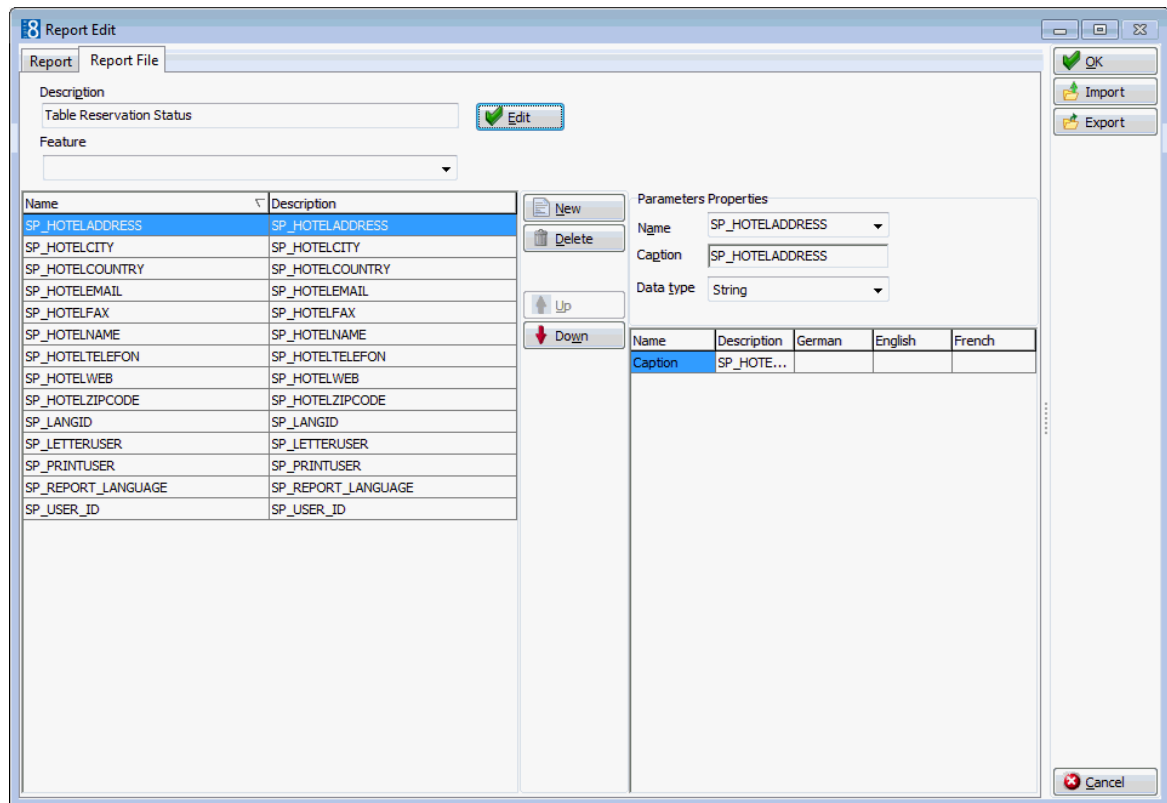 8 Report Edit
Report Report File
Description
Table Reservation Status
Edit
Feature
Name Description
SP_HOTELADDRESS SP_HOTELADDRESS
SP_HOTELCITY SP_HOTELCITY
SP_HOTELCOUNTRY SP_HOTELCOUNTRY
SP_HOTELEMAIL SP_HOTELEMAIL
SP_HOTELFAX SP_HOTELFAX
SP_HOTELNAME SP_HOTELNAME
SP_HOTELTELEFON SP_HOTELTELEFON
SP_HOTELWEB SP_HOTELWEB
SP_HOTELZIPCODE SP_HOTELZIPCODE
SP_LANGID SP_LANGID
SP_LETTERUSER SP_LETTERUSER
SP_PRINTUSER SP_PRINTUSER
SP_REPORT_LANGUAGE SP_REPORT_LANGUAGE
SP_USER_ID SP_USER_ID
New
Delete
Up
Down
Parameters Properties
Name SP_HOTELADDRESS
Caption SP_HOTELADDRESS
Data type String
Name Description German English French
Caption SP_HOTE...
OK
Import
Export
Cancel